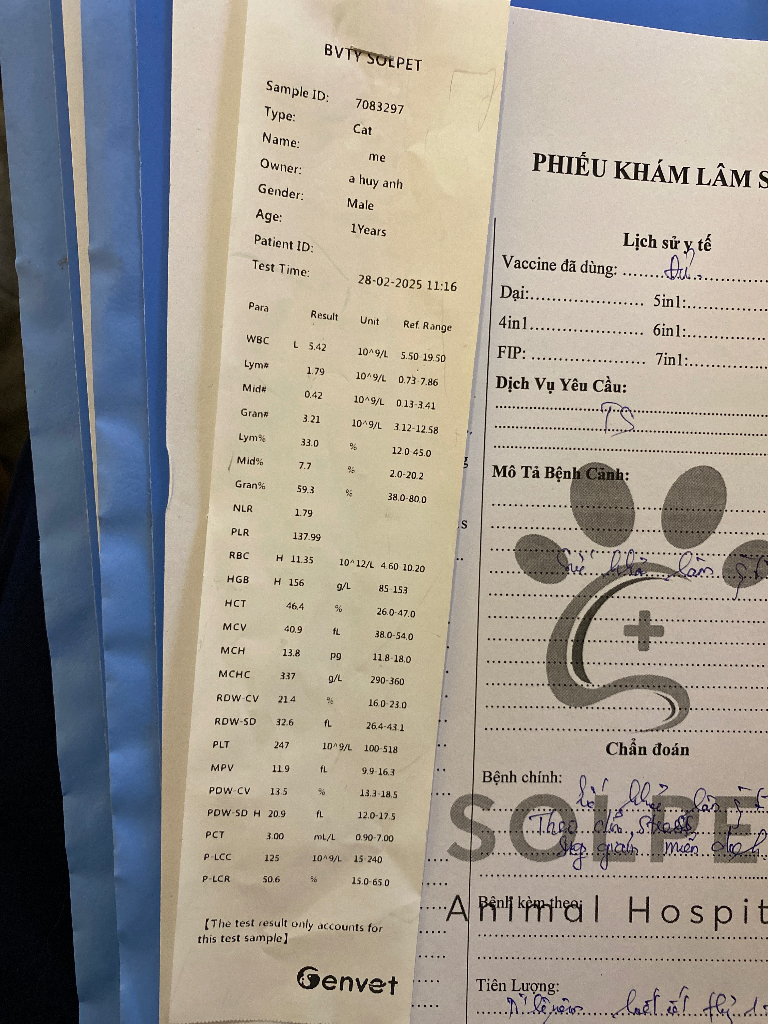 BVTY SOLPET
Sample ID: 7083297
Type: Cat
Name: me
Owner: a huy anh
Gender: Male
Age: 1Years
Patient ID:
Test Time: 28-02-2025 11:16
Para Result Unit Ref. Range
WBC L 5.42 10^9/L 5.50-19.50
Lym# 1.79 10^9/L 0.73-7.86
Mid# 0.42 10^9/L 0.13-3.41
Gran# 3.21 10^9/L 3.12-12.58
Lym% 33.0 % 12.0-45.0
Mid% 7.7 % 2.0-20.2
Gran% 59.3 % 38.0-80.0
NLR 1.79
PLR 137.99
RBC H 11.35 10^12/L 4.60-10.20
HGB H 156 g/L 85-153
HCT 46.4 % 26.0-47.0
MCV 40.9 fL 38.0-54.0
MCH 13.8 pg 11.8-18.0
MCHC 337 g/L 290-360
RDW-CV 21.4 % 16.0-23.0
RDW-SD 32.6 fL 26.4-43.1
PLT 247 10^9/L 100-518
MPV 11.9 fL 9.9-16.3
PDW-CV 13.5 % 13.3-18.5
PDW-SD H 20.9 fL 12.0-17.5
PCT 3.00 mL/L 0.90-7.00
P-LCC 125 10^9/L 15-240
P-LCR 50.6 % 15.0-65.0
【The test result only accounts for
this test sample】
Genvet
PHIẾU KHÁM LÂM S
Lịch sử y tế
Vaccine đã dùng: Đủ.
Dại: 5in1:
4in1 6in1:
FIP: 7in1:
Dịch Vụ Yêu Cầu:
TS
Mô Tả Bệnh Cảnh:
lần
Chẩn đoán
Bệnh chính:
lần
Theo dõi, stress
miễn dịch
SOLPE
Bệnh kèm theo:
Animal Hospit
Tiên Lượng: